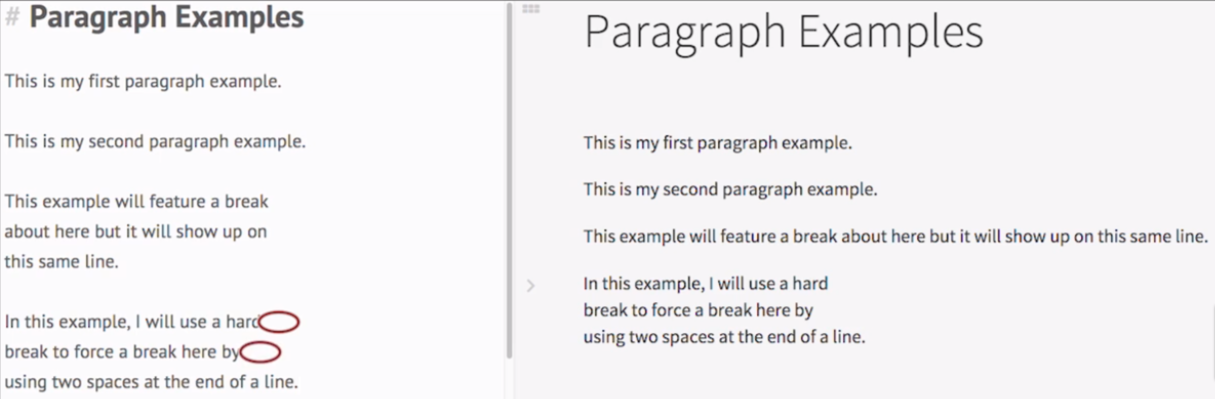 # Paragraph Examples
This is my first paragraph example.
This is my second paragraph example.
This example will feature a break
about here but it will show up on
this same line.
In this example, I will use a hard
break to force a break here by
using two spaces at the end of a line.
Paragraph Examples
This is my first paragraph example.
This is my second paragraph example.
This example will feature a break about here but it will show up on this same line.
In this example, I will use a hard
break to force a break here by
using two spaces at the end of a line.